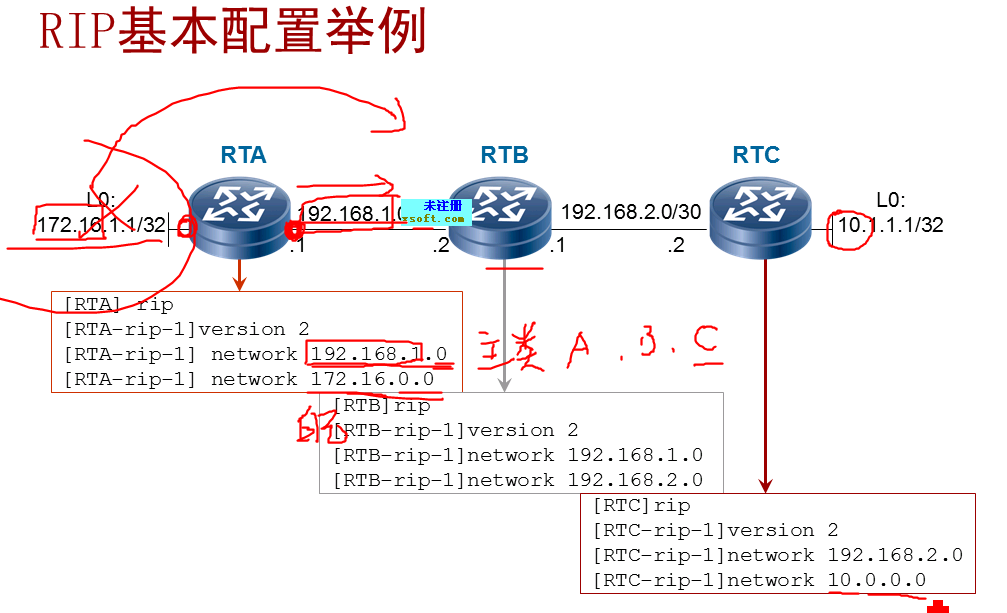 RIP基本配置举例
RTA
RTB
RTC
L0:
172.16.1.1/32
192.168.1.0
未注册
rsoft.com
192.168.2.0/30
L0:
10.1.1.1/32
.1
.2
.1
.2
[RTA] rip
[RTA-rip-1]version 2
[RTA-rip-1] network 192.168.1.0
[RTA-rip-1] network 172.16.0.0
主类 A . B . C
[RTB]rip
[RTB-rip-1]version 2
[RTB-rip-1]network 192.168.1.0
[RTB-rip-1]network 192.168.2.0
[RTC]rip
[RTC-rip-1]version 2
[RTC-rip-1]network 192.168.2.0
[RTC-rip-1]network 10.0.0.0